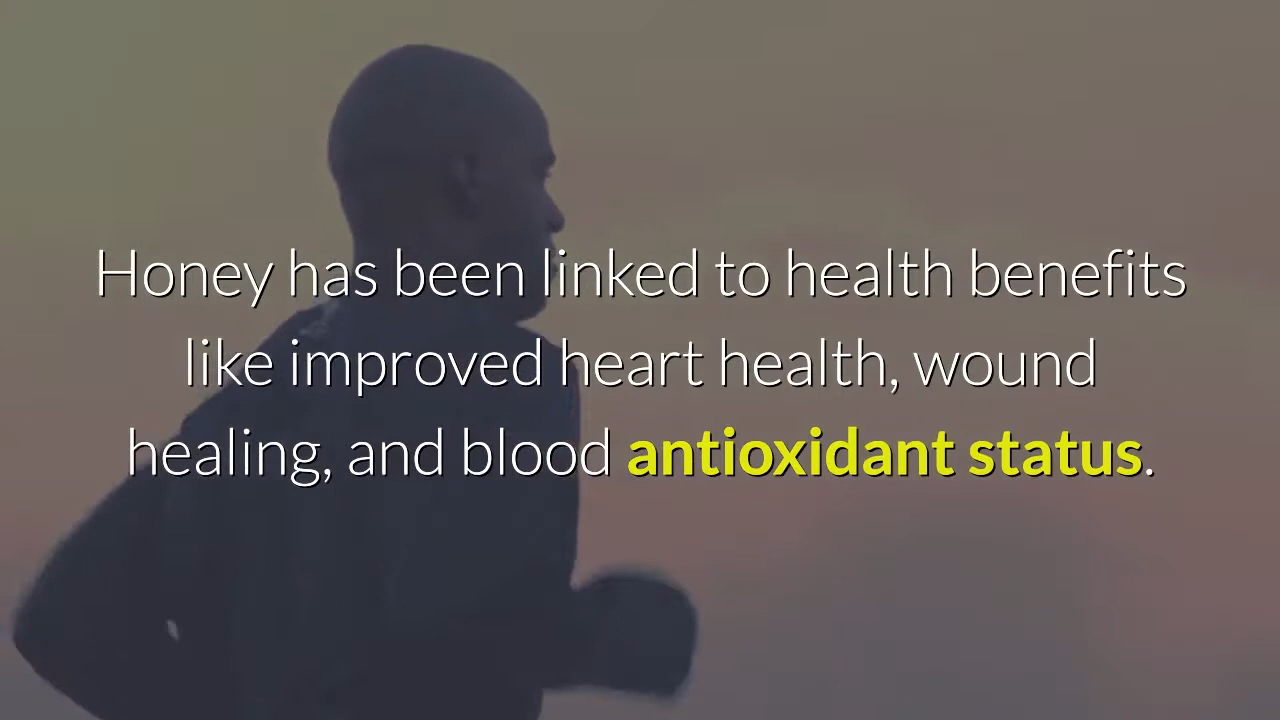 Honey has been linked to health benefits
like improved heart health, wound
healing, and blood antioxidant status.